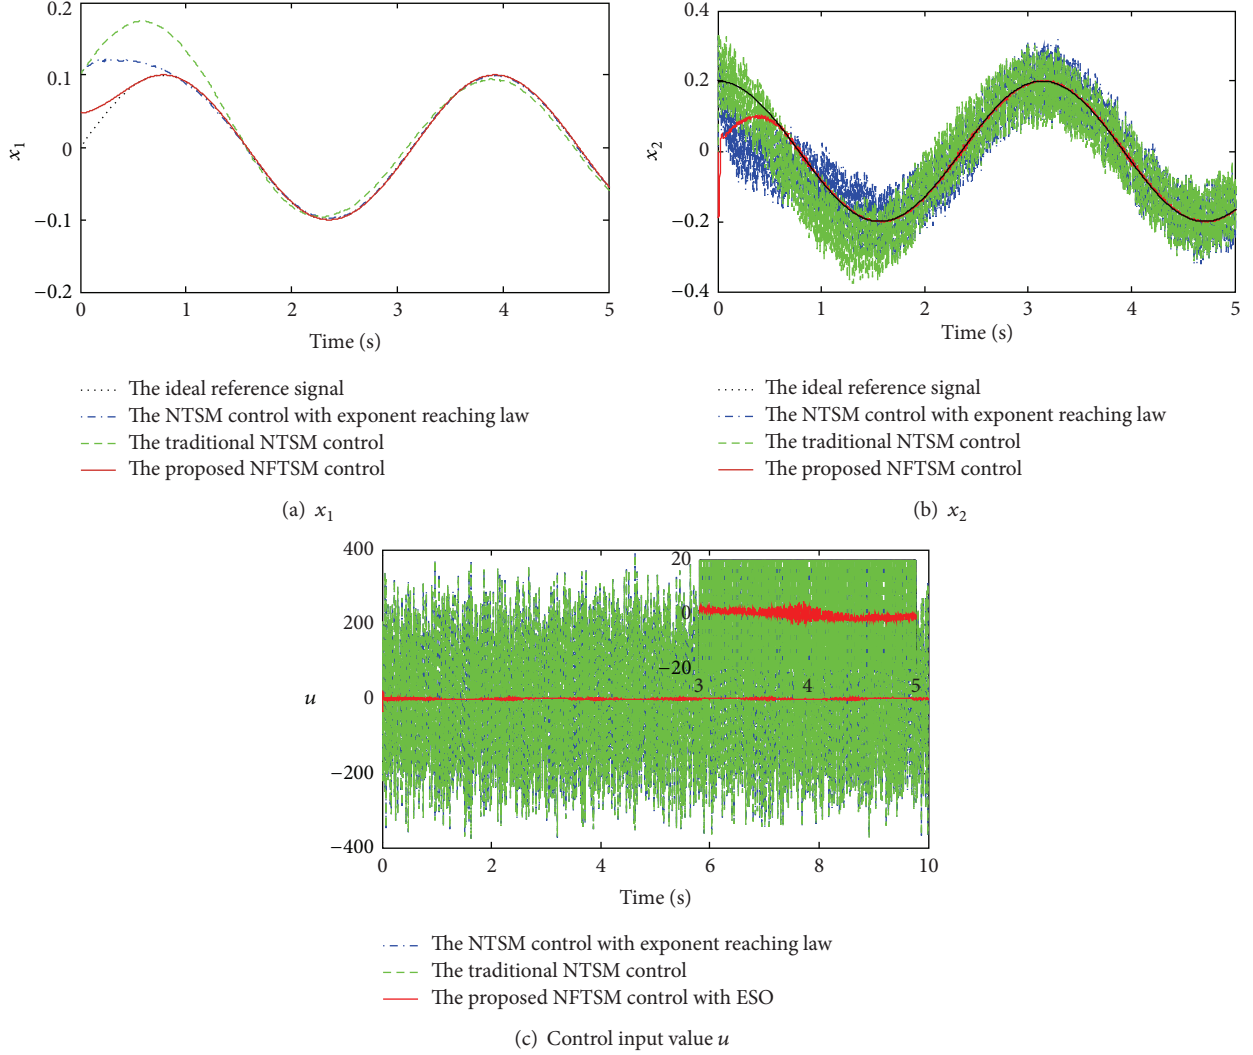 0.2
0.1
0
−0.1
−0.2
x1
0 1 2 3 4 5
Time (s)
The ideal reference signal
The NTSM control with exponent reaching law
The traditional NTSM control
The proposed NFTSM control
(a) x1
0.4
0.2
0
−0.2
−0.4
x2
0 1 2 3 4 5
Time (s)
The ideal reference signal
The NTSM control with exponent reaching law
The traditional NTSM control
The proposed NFTSM control
(b) x2
400
200
0
−200
−400
u
20
0
−20
3 4 5
0 2 4 6 8 10
Time (s)
The NTSM control with exponent reaching law
The traditional NTSM control
The proposed NFTSM control with ESO
(c) Control input value u